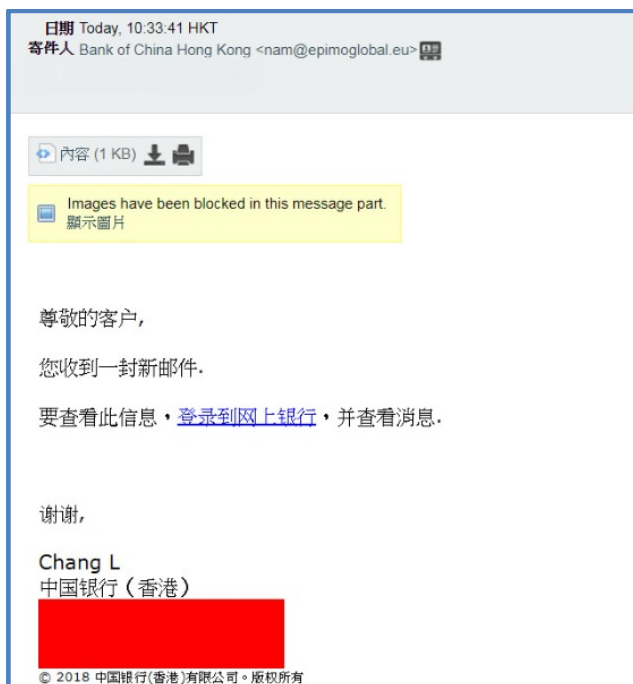 日期 Today, 10:33:41 HKT
寄件人 Bank of China Hong Kong <nam@epimoglobal.eu>
內容 (1 KB)
Images have been blocked in this message part.
顯示圖片
尊敬的客户,
您收到一封新邮件.
要查看此信息，登录到网上银行，并查看消息.
谢谢,
Chang L
中国银行（香港）
© 2018 中国银行(香港)有限公司。版权所有